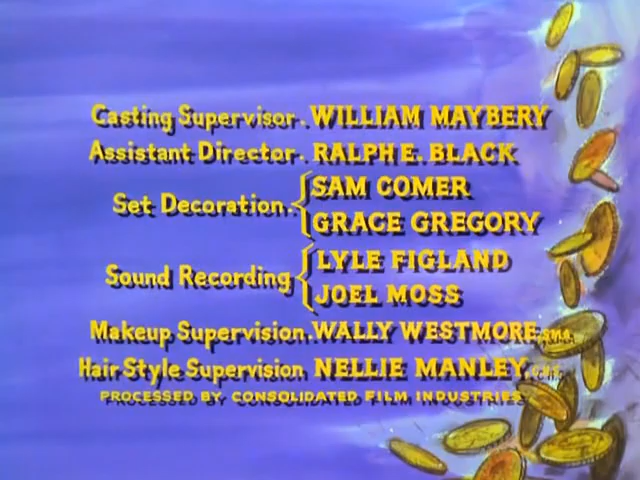 Casting Supervisor. WILLIAM MAYBERY
Assistant Director. RALPH E. BLACK
Set Decoration. SAM COMER
GRACE GREGORY
Sound Recording LYLE FIGLAND
JOEL MOSS
Makeup Supervision. WALLY WESTMORE, SMA
Hair Style Supervision NELLIE MANLEY,
PROCESSED BY CONSOLIDATED FILM INDUSTRIES